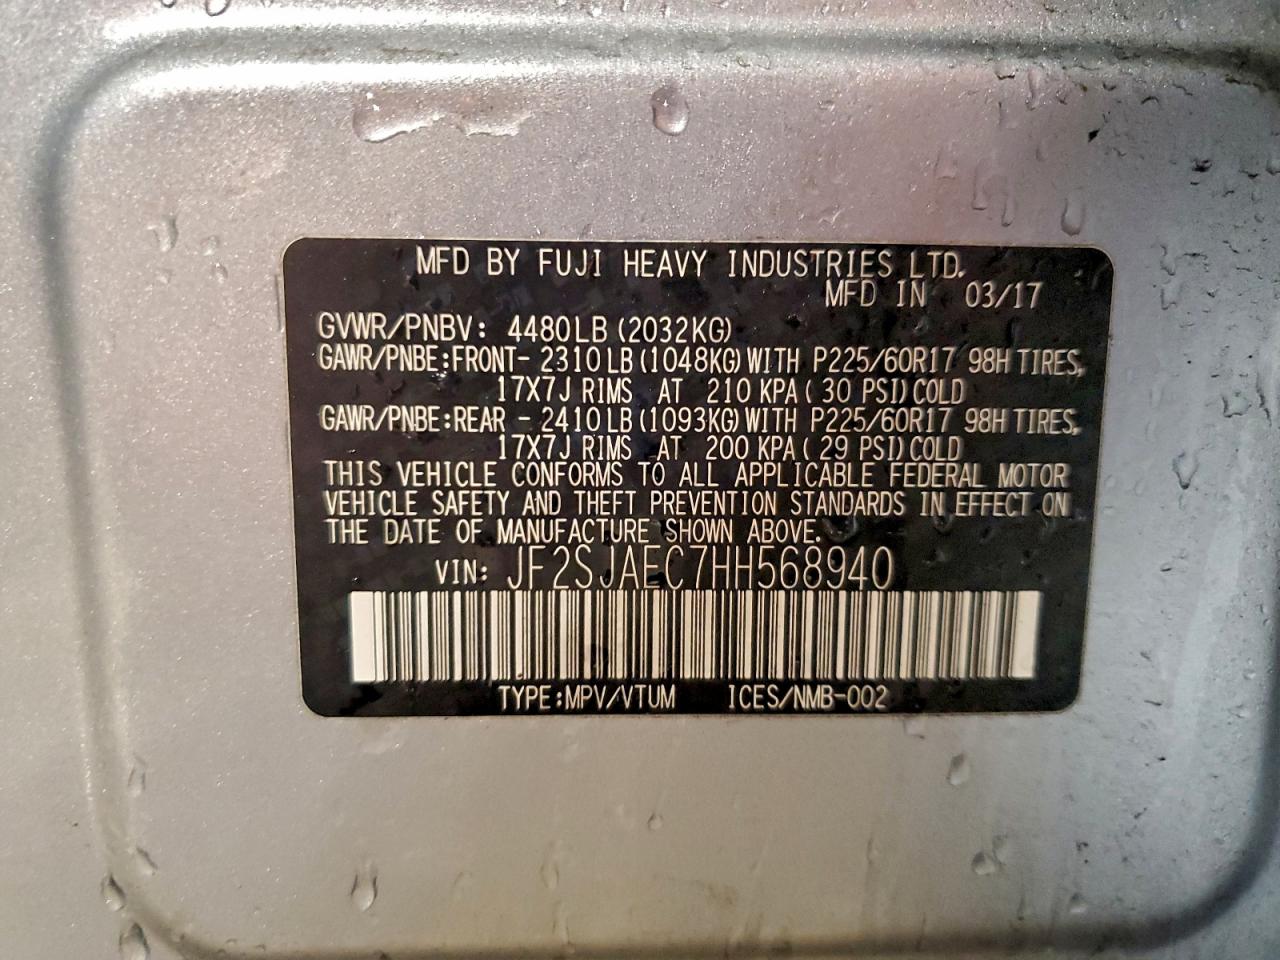 MFD BY FUJI HEAVY INDUSTRIES LTD.
MFD IN 03/17
GVWR/PNBV: 4480LB (2032KG)
GAWR/PNBE:FRONT- 2310LB (1048KG) WITH P225/60R17 98H TIRES,
17X7J RIMS AT 210 KPA ( 30 PSI) COLD
GAWR/PNBE:REAR - 2410LB (1093KG) WITH P225/60R17 98H TIRES,
17X7J RIMS AT 200 KPA ( 29 PSI) COLD
THIS VEHICLE CONFORMS TO ALL APPLICABLE FEDERAL MOTOR
VEHICLE SAFETY AND THEFT PREVENTION STANDARDS IN EFFECT ON
THE DATE OF MANUFACTURE SHOWN ABOVE.
VIN: JF2SJAEC7HH568940
TYPE:MPV/VTUM ICES/NMB-002